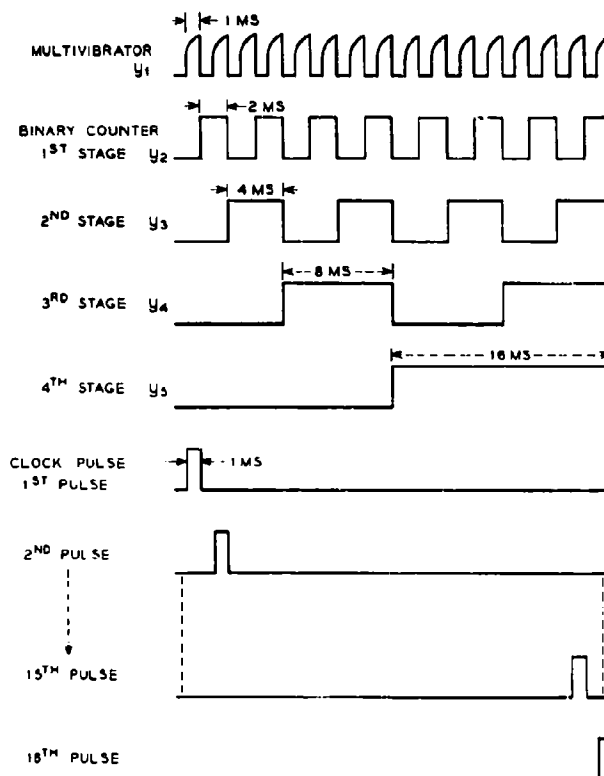 1 MS
MULTIVIBRATOR
y1
2 MS
BINARY COUNTER
1ST STAGE y2
4 MS
2ND STAGE y3
8 MS
3RD STAGE y4
16 MS
4TH STAGE y5
CLOCK PULSE
1 MS
1ST PULSE
2ND PULSE
15TH PULSE
16TH PULSE